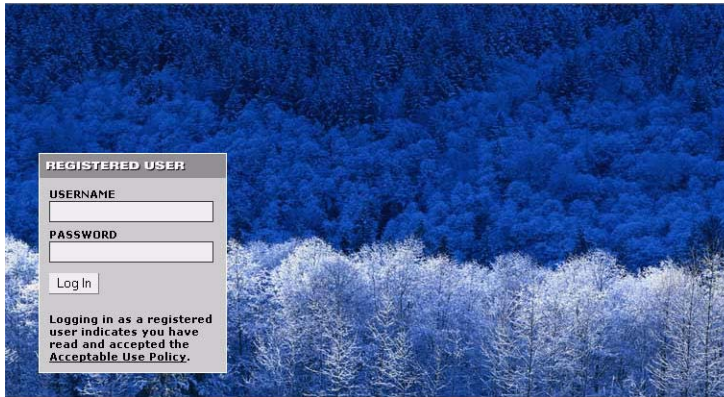 REGISTERED USER
USERNAME
PASSWORD
Log In
Logging in as a registered
user indicates you have
read and accepted the
Acceptable Use Policy.